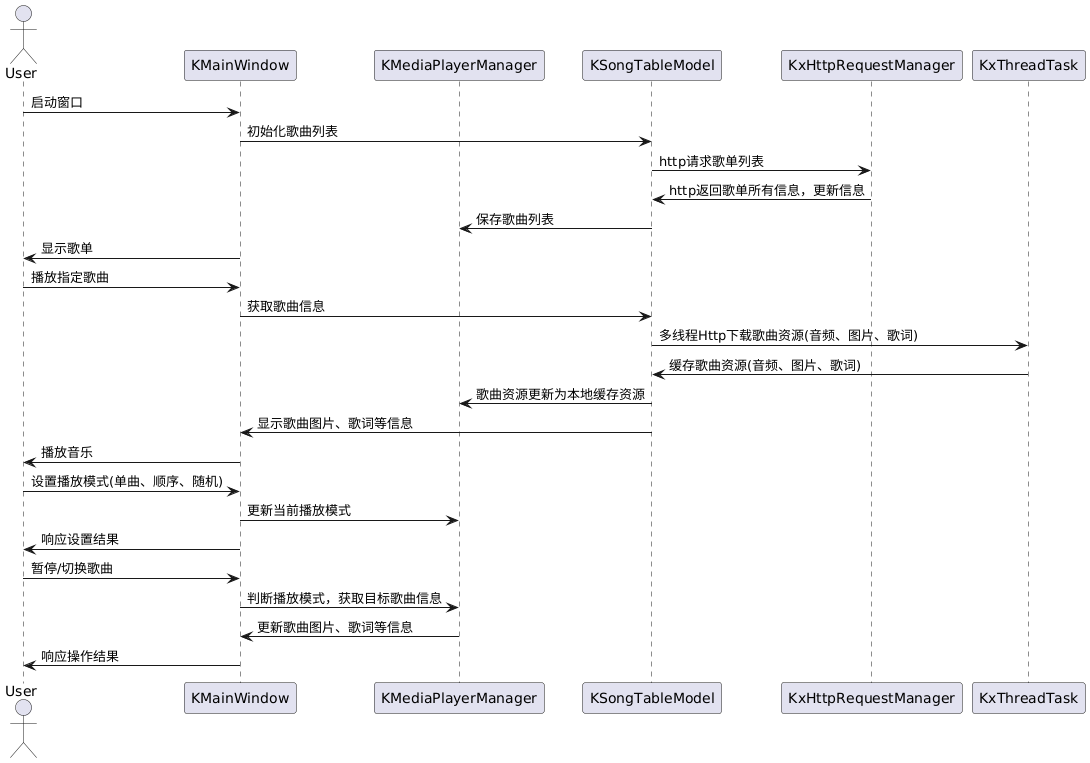 User
KMainWindow
KMediaPlayerManager
KSongTableModel
KxHttpRequestManager
KxThreadTask
启动窗口
初始化歌曲列表
http请求歌单列表
http返回歌单所有信息，更新信息
保存歌曲列表
显示歌单
播放指定歌曲
获取歌曲信息
多线程Http下载歌曲资源(音频、图片、歌词)
缓存歌曲资源(音频、图片、歌词)
歌曲资源更新为本地缓存资源
显示歌曲图片、歌词等信息
播放音乐
设置播放模式(单曲、顺序、随机)
更新当前播放模式
响应设置结果
暂停/切换歌曲
判断播放模式，获取目标歌曲信息
更新歌曲图片、歌词等信息
响应操作结果
User
KMainWindow
KMediaPlayerManager
KSongTableModel
KxHttpRequestManager
KxThreadTask